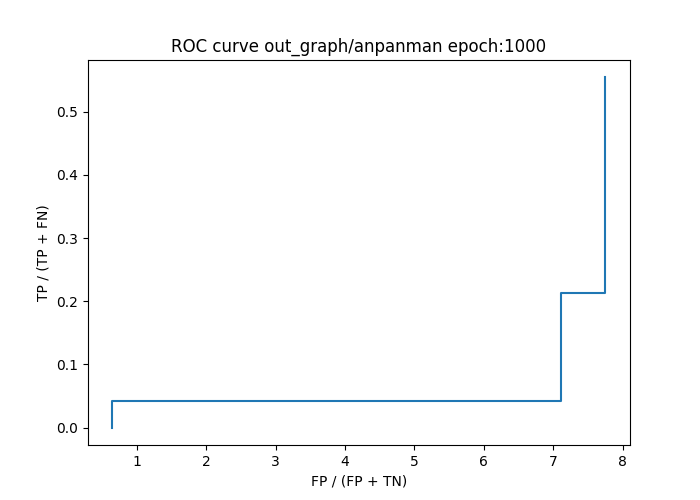 ROC curve out_graph/anpanman epoch:1000
TP / (TP + FN)
0.5
0.4
0.3
0.2
0.1
0.0
1 2 3 4 5 6 7 8
FP / (FP + TN)